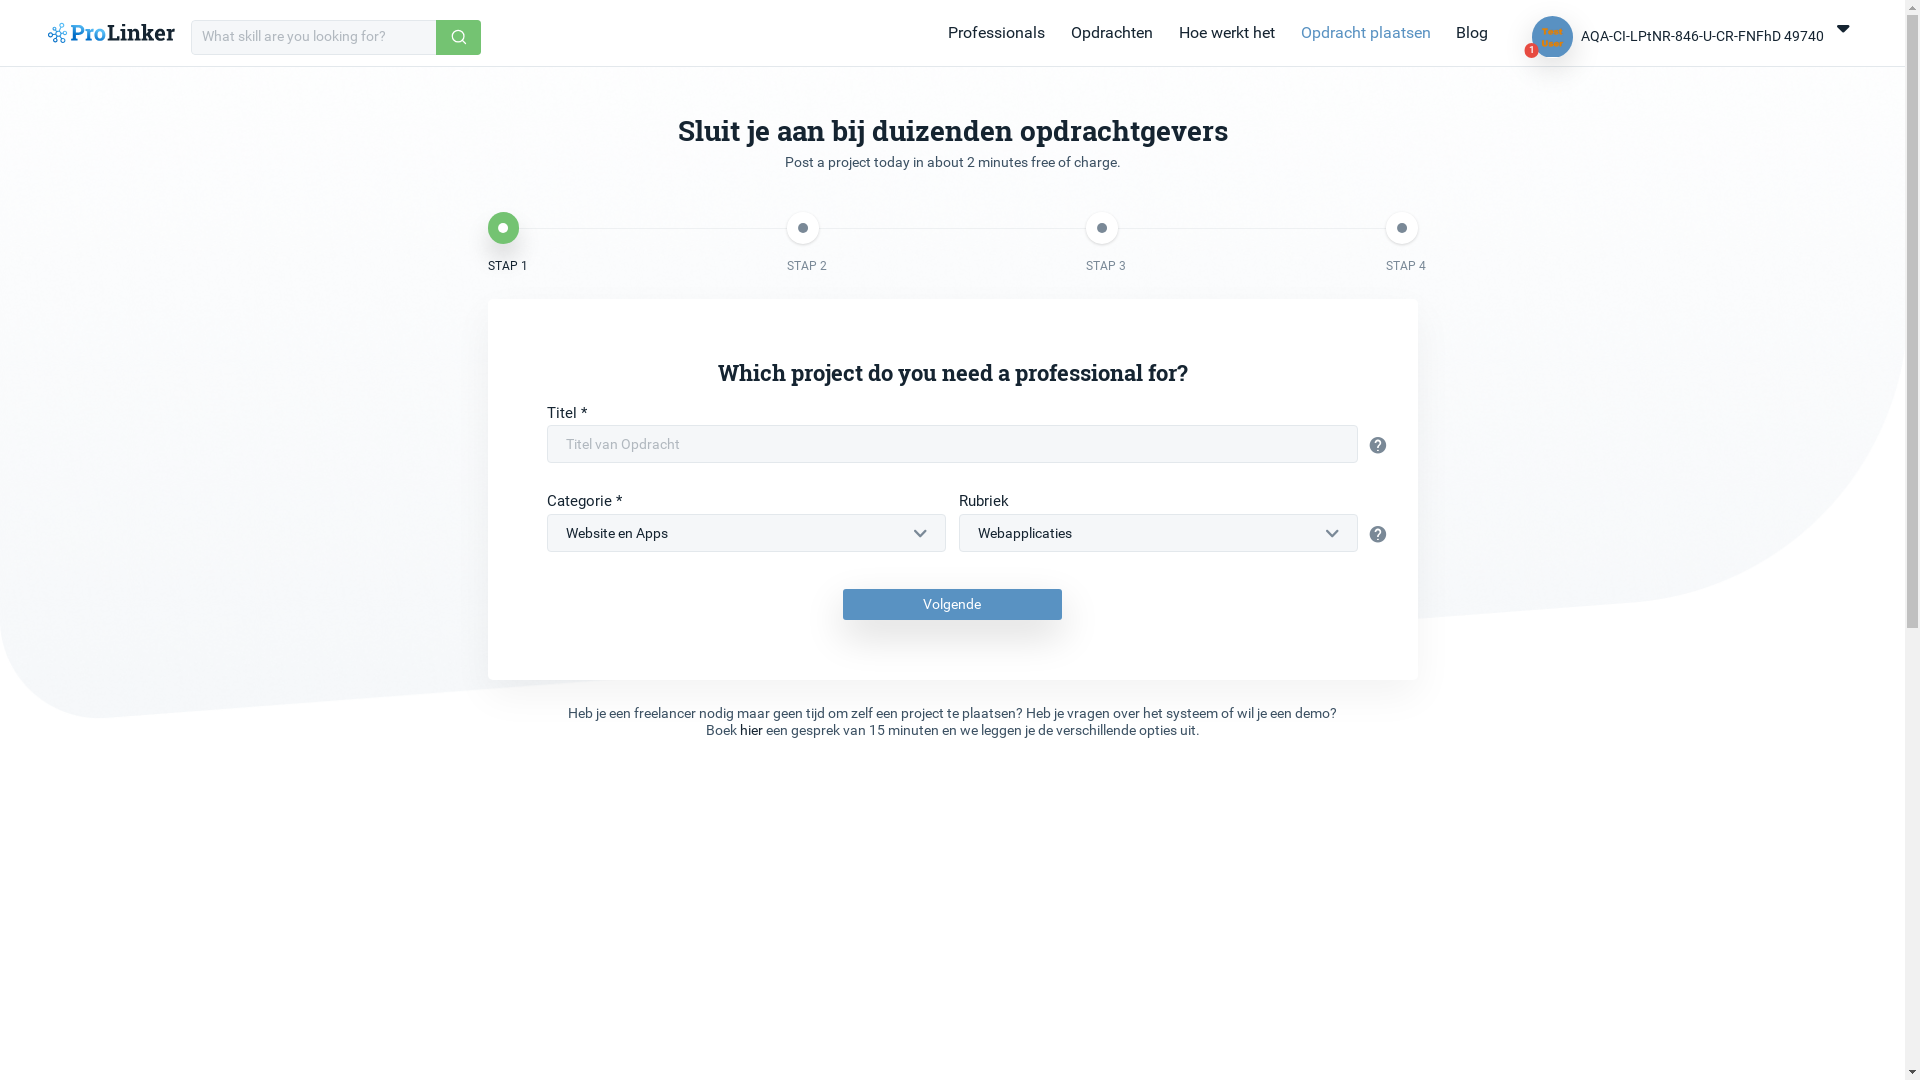 ProLinker
What skill are you looking for?
Professionals
Opdrachten
Hoe werkt het
Opdracht plaatsen
Blog
Test
User
1
AQA-CI-LPtNR-846-U-CR-FNFhD 49740
Sluit je aan bij duizenden opdrachtgevers
Post a project today in about 2 minutes free of charge.
STAP 1
STAP 2
STAP 3
STAP 4
Which project do you need a professional for?
Titel *
Titel van Opdracht
Categorie *
Rubriek
Website en Apps
Webapplicaties
Volgende
Heb je een freelancer nodig maar geen tijd om zelf een project te plaatsen? Heb je vragen over het systeem of wil je een demo?
Boek hier een gesprek van 15 minuten en we leggen je de verschillende opties uit.